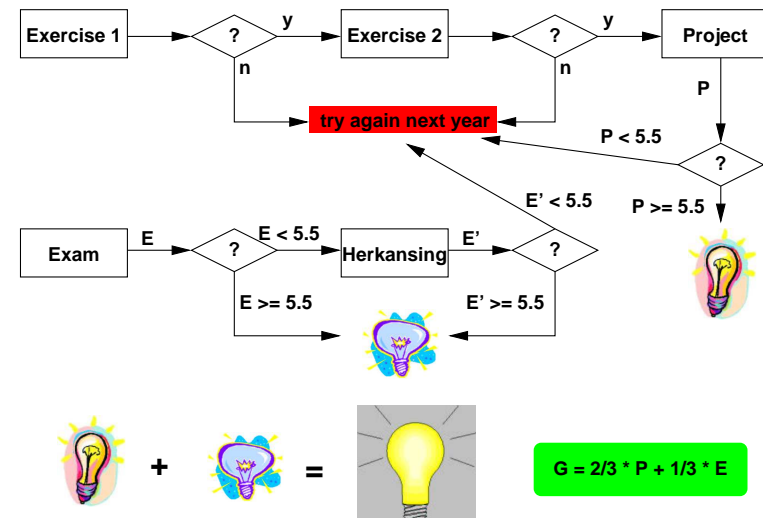 Exercise 1
?
y
Exercise 2
?
y
Project
n
n
P
try again next year
P < 5.5
?
E' < 5.5
P >= 5.5
Exam
E
?
E < 5.5
Herkansing
E'
?
E >= 5.5
E' >= 5.5
+
=
G = 2/3 * P + 1/3 * E